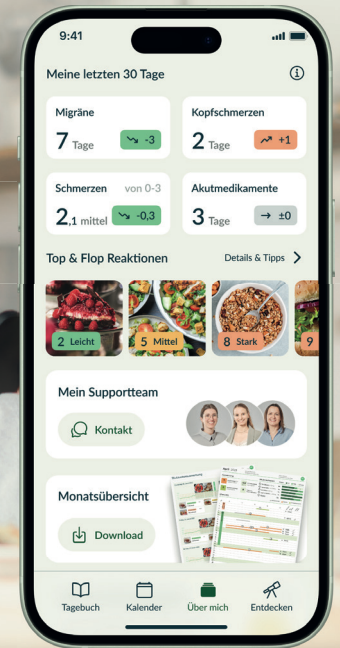 9:41
Meine letzten 30 Tage
Migräne
7 Tage
-3
Kopfschmerzen
2 Tage
+1
Schmerzen von 0-3
2,1 mittel
-0,3
Akutmedikamente
3 Tage
→ ±0
Top & Flop Reaktionen
Details & Tipps
2 Leicht
5 Mittel
8 Stark
9
Mein Supportteam
Kontakt
Monatsübersicht
Download
Tagebuch
Kalender
Über mich
Entdecken